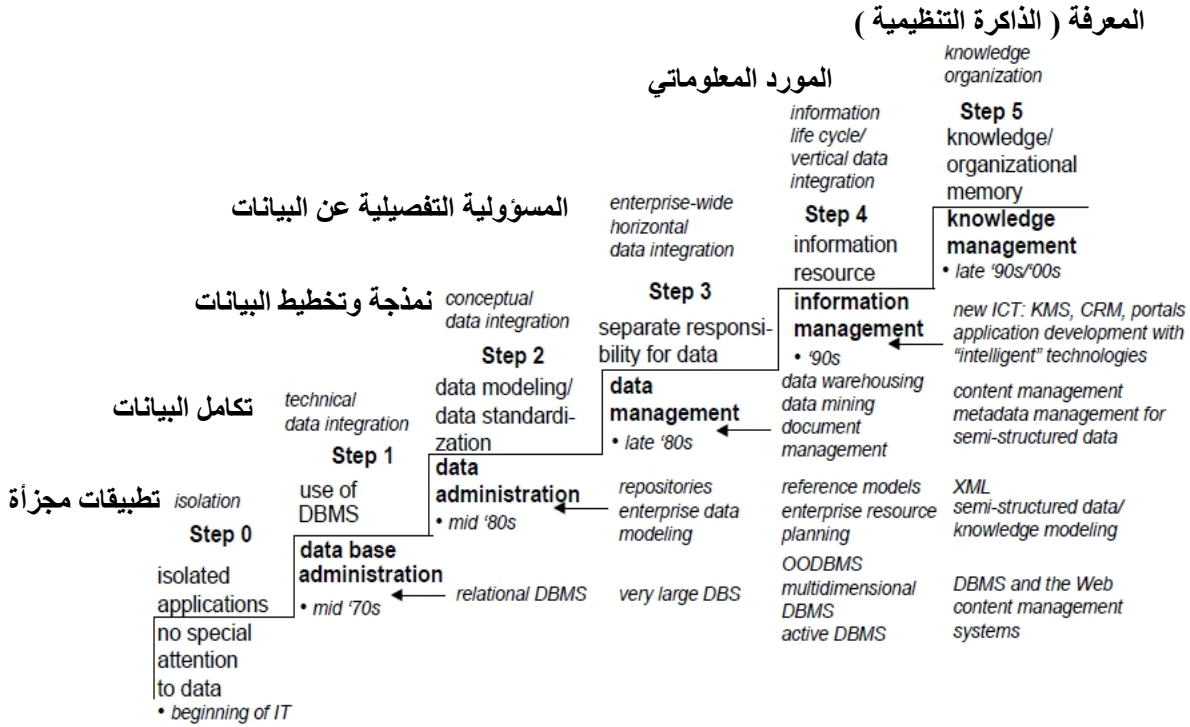 المعرفة ( الذاكرة التنظيمية )
knowledge
organization
Step 5
knowledge/
organizational
memory
knowledge
management
• late ‘90s/‘00s
new ICT: KMS, CRM, portals
application development with
“intelligent” technologies
content management
metadata management for
semi-structured data
XML
semi-structured data/
knowledge modeling
DBMS and the Web
content management
systems
المورد المعلوماتي
information
life cycle/
vertical data
integration
Step 4
information
resource
information
management
• ‘90s
data warehousing
data mining
document
management
reference models
enterprise resource
planning
OODBMS
multidimensional
DBMS
active DBMS
المسؤولية التفصيلية عن البيانات
enterprise-wide
horizontal
data integration
Step 3
separate responsi-
bility for data
data
management
• late ‘80s
repositories
enterprise data
modeling
very large DBS
نمذجة وتخطيط البيانات
conceptual
data integration
Step 2
data modeling/
data standardi-
zation
data
administration
• mid ‘80s
relational DBMS
تكامل البيانات
technical
data integration
Step 1
use of
DBMS
data base
administration
• mid ‘70s
تطبيقات مجزأة
isolation
Step 0
isolated
applications
no special
attention
to data
• beginning of IT